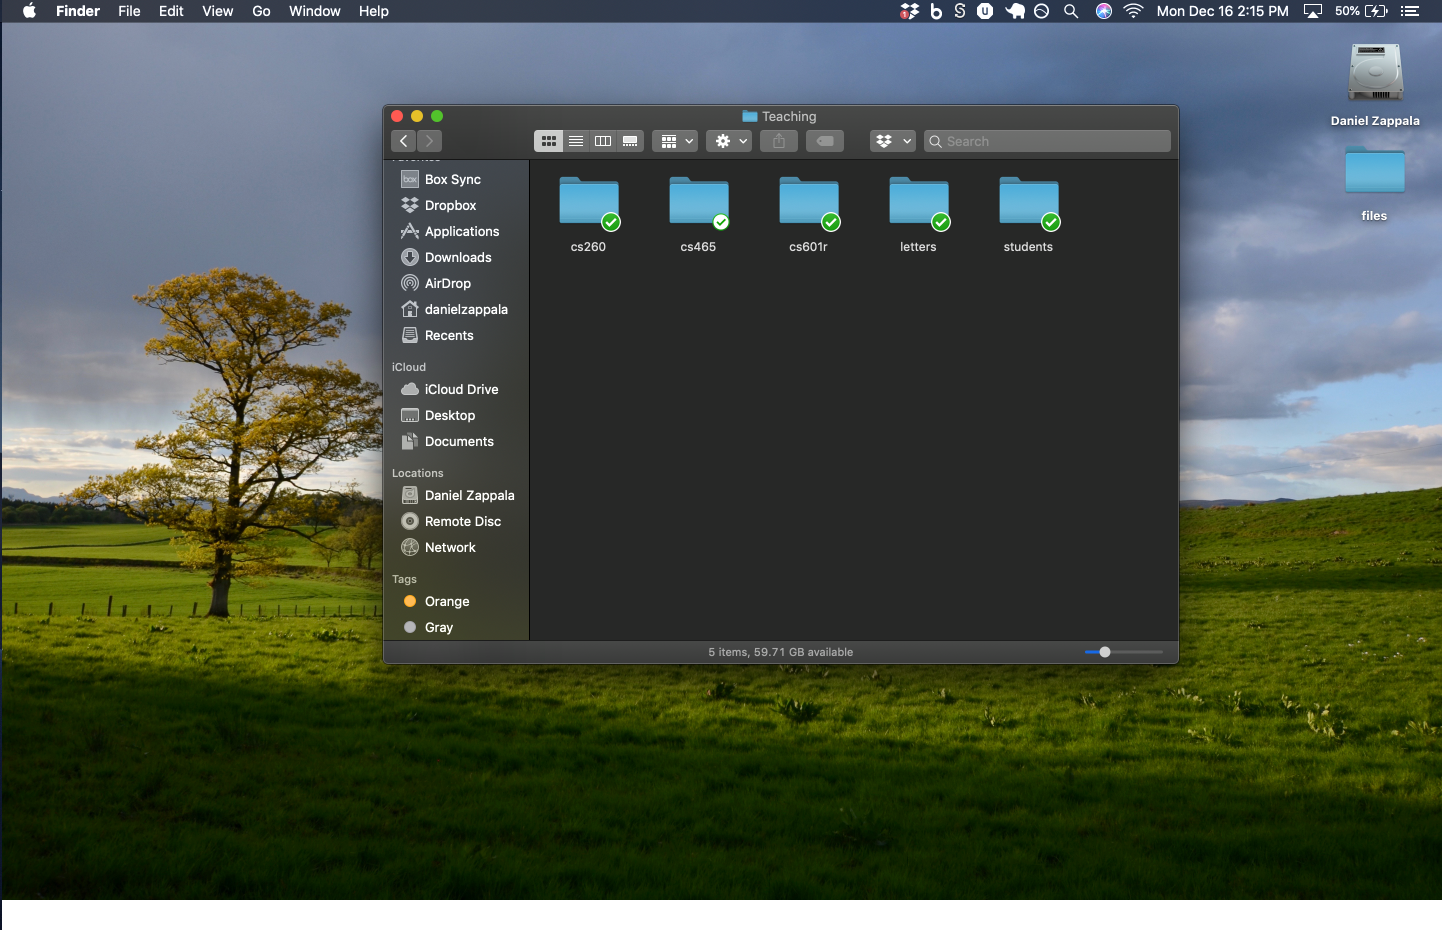 Finder File Edit View Go Window Help
Mon Dec 16 2:15 PM 50%
Daniel Zappala
files
Teaching
Search
Favorites
Box Sync
Dropbox
Applications
Downloads
AirDrop
danielzappala
Recents
iCloud
iCloud Drive
Desktop
Documents
Locations
Daniel Zappala
Remote Disc
Network
Tags
Orange
Gray
cs260 cs465 cs601r letters students
5 items, 59.71 GB available